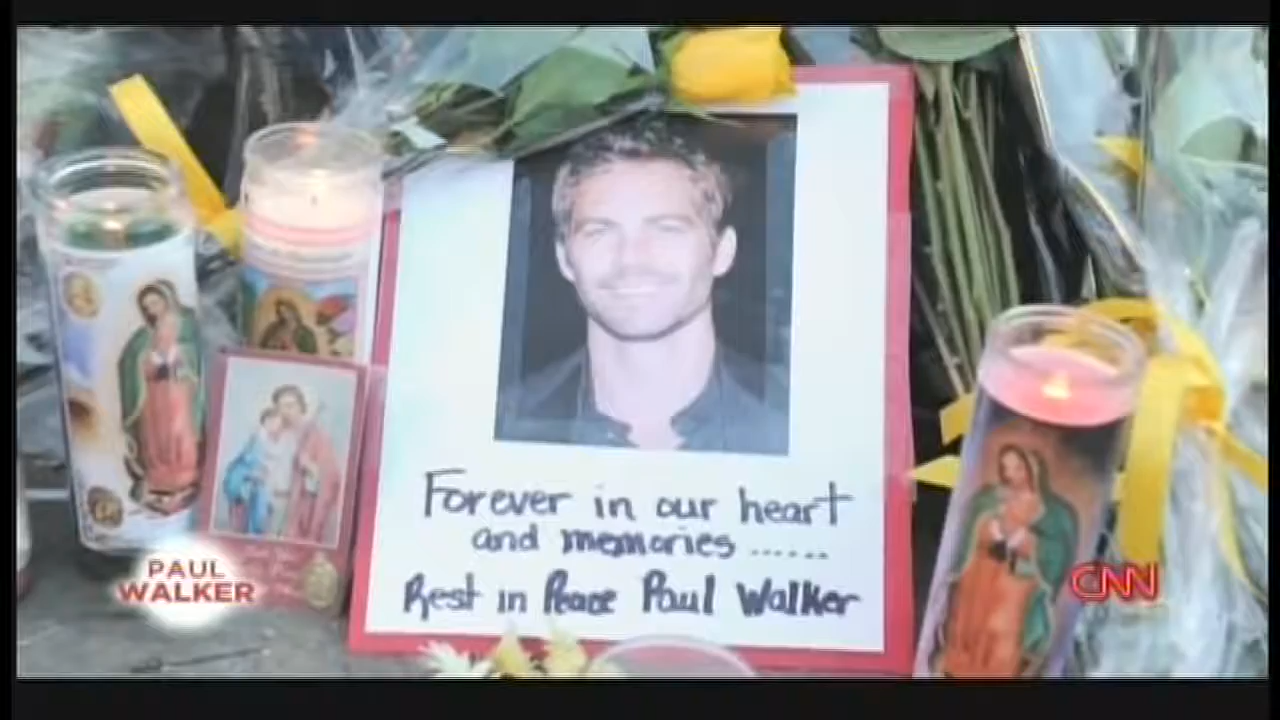 Forever in our heart
and memories ......
Rest in Peace Paul Walker
PAUL
WALKER
CNN